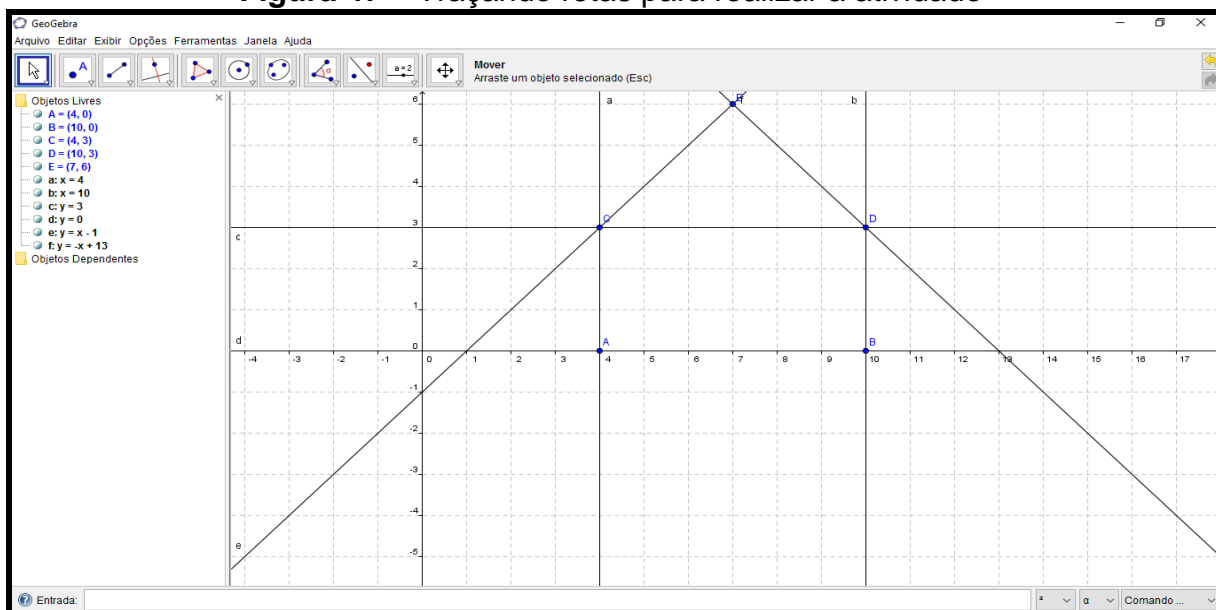 GeoGebra
Arquivo Editar Exibir Opções Ferramentas Janela Ajuda
A
a=2
Mover
Arraste um objeto selecionado (Esc)
Objetos Livres
A = (4, 0)
B = (10, 0)
C = (4, 3)
D = (10, 3)
E = (7, 6)
a: x = 4
b: x = 10
c: y = 3
d: y = 0
e: y = x - 1
f: y = -x + 13
Objetos Dependentes
6
a
b
5
4
3
C
D
c
2
1
d
0
A
B
-4 -3 -2 -1 0 1 2 3 4 5 6 7 8 9 10 11 12 13 14 15 16 17
-1
-2
-3
-4
e
-5
Entrada:
α
Comando ...